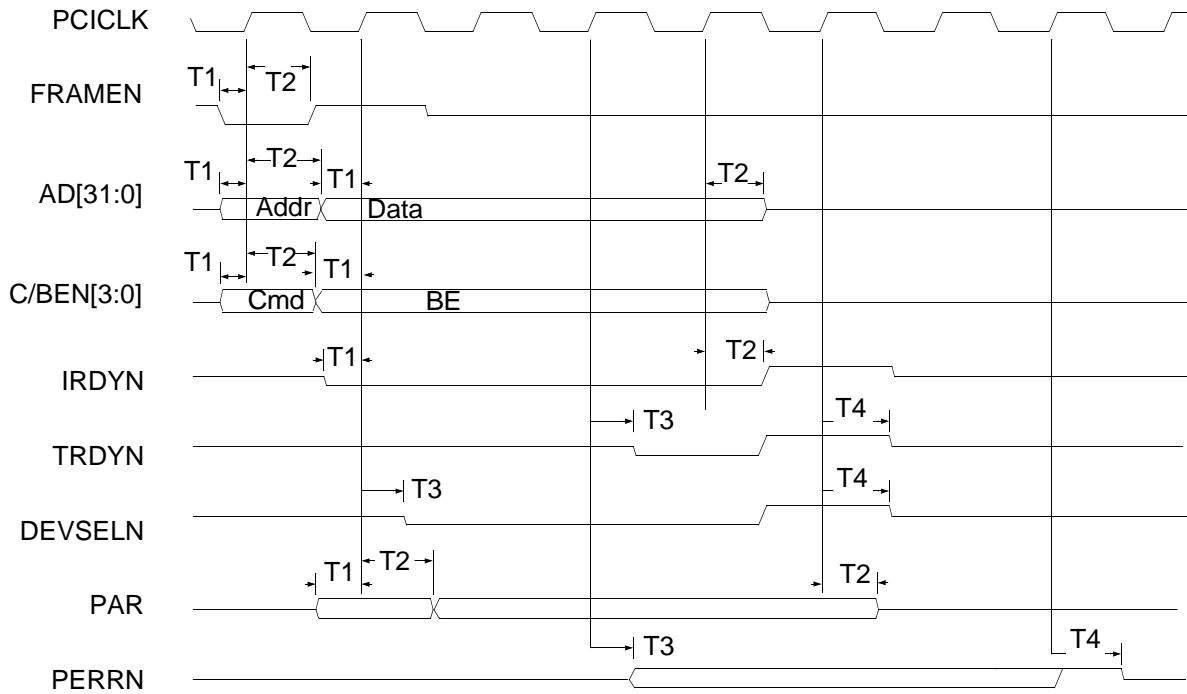 PCICLK
T1 T2
FRAMEN
T1 T2 T1 T2
AD[31:0]
Addr Data
T1 T2 T1
C/BEN[3:0]
Cmd BE
T1 T2
IRDYN
T3 T4
TRDYN
T3 T4
DEVSELN
T1 T2 T2
PAR
T3 T4
PERRN